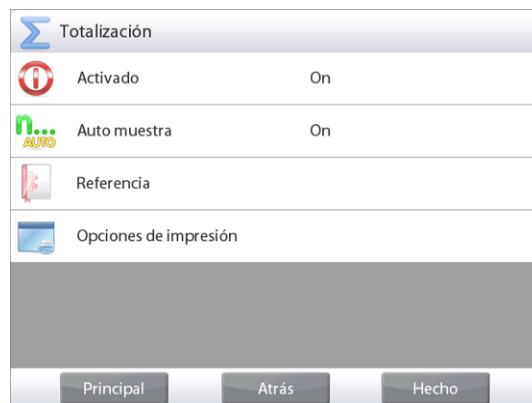 Totalización
Activado On
n... AUTO Auto muestra On
Referencia
Opciones de impresión
Principal Atrás Hecho